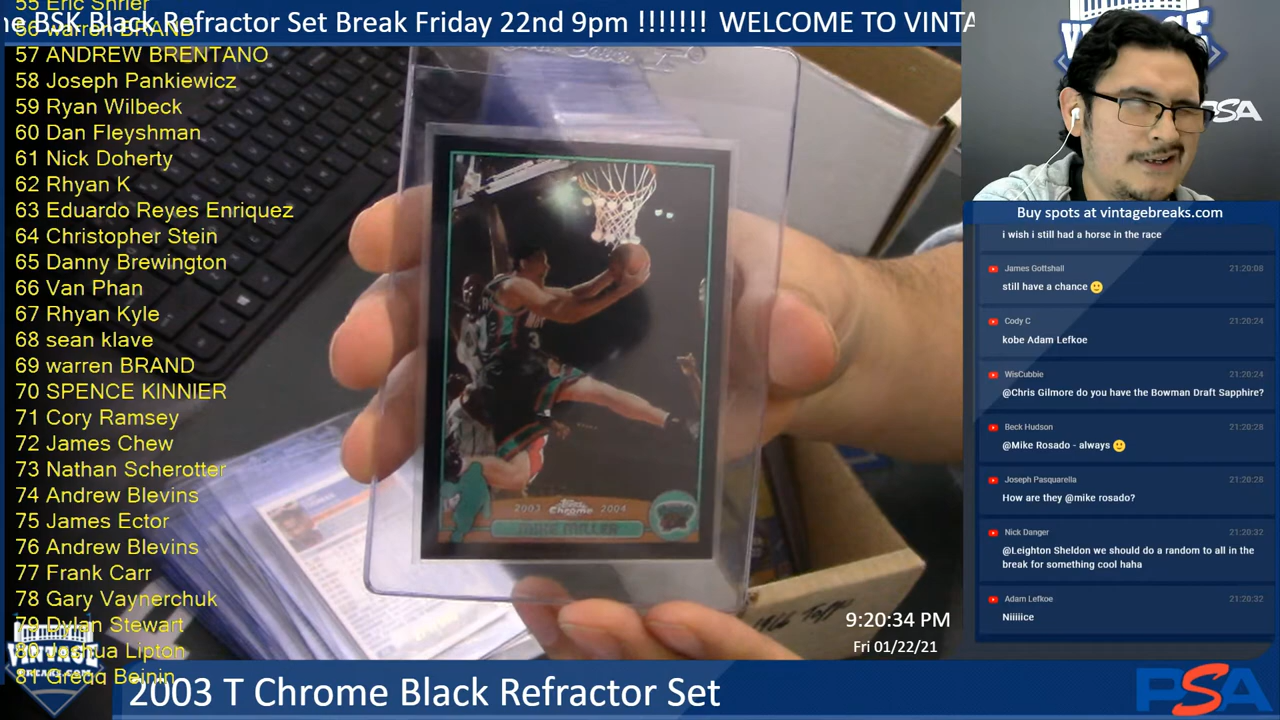 55 Eric Shrier
ne BSK Black Refractor Set Break Friday 22nd 9pm !!!!!!! WELCOME TO VINTA
56 warren BRAND
57 ANDREW BRENTANO
58 Joseph Pankiewicz
59 Ryan Wilbeck
60 Dan Fleyshman
61 Nick Doherty
62 Rhyan K
63 Eduardo Reyes Enriquez
64 Christopher Stein
65 Danny Brewington
66 Van Phan
67 Rhyan Kyle
68 sean klave
69 warren BRAND
70 SPENCE KINNIER
71 Cory Ramsey
72 James Chew
73 Nathan Scherotter
74 Andrew Blevins
75 James Ector
76 Andrew Blevins
77 Frank Carr
78 Gary Vaynerchuk
79 Dylan Stewart
80 Joshua Lipton
81 Gregg Beinin
VINTAGE
BREAKS.COM
3
2003 Topps Chrome 2004
MIKE MILLER
9:20:34 PM
Fri 01/22/21
2003 T Chrome Black Refractor Set
PSA
PSA
Buy spots at vintagebreaks.com
i wish i still had a horse in the race
James Gottshall 21:20:08
still have a chance 🙂
Cody C 21:20:24
kobe Adam Lefkoe
WisCubbie 21:20:24
@Chris Gilmore do you have the Bowman Draft Sapphire?
Beck Hudson 21:20:28
@Mike Rosado - always 🙂
Joseph Pasquarella 21:20:28
How are they @mike rosado?
Nick Danger 21:20:32
@Leighton Sheldon we should do a random to all in the
break for something cool haha
Adam Lefkoe 21:20:32
Niiiiice